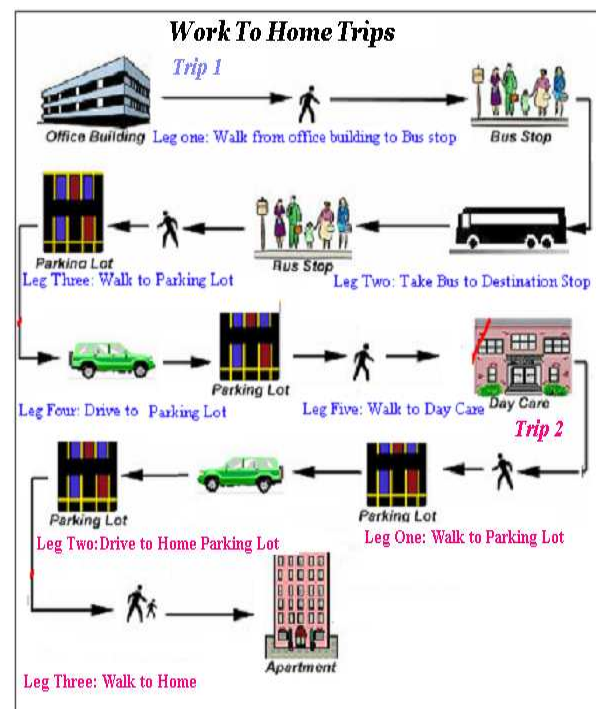 Work To Home Trips
Trip 1
Office Building
Leg one: Walk from office building to Bus stop
Bus Stop
Parking Lot
Bus Stop
Leg Three: Walk to Parking Lot
Leg Two: Take Bus to Destination Stop
Parking Lot
Day Care
Leg Four: Drive to Parking Lot
Leg Five: Walk to Day Care
Trip 2
Parking Lot
Parking Lot
Leg Two:Drive to Home Parking Lot
Leg One: Walk to Parking Lot
Apartment
Leg Three: Walk to Home